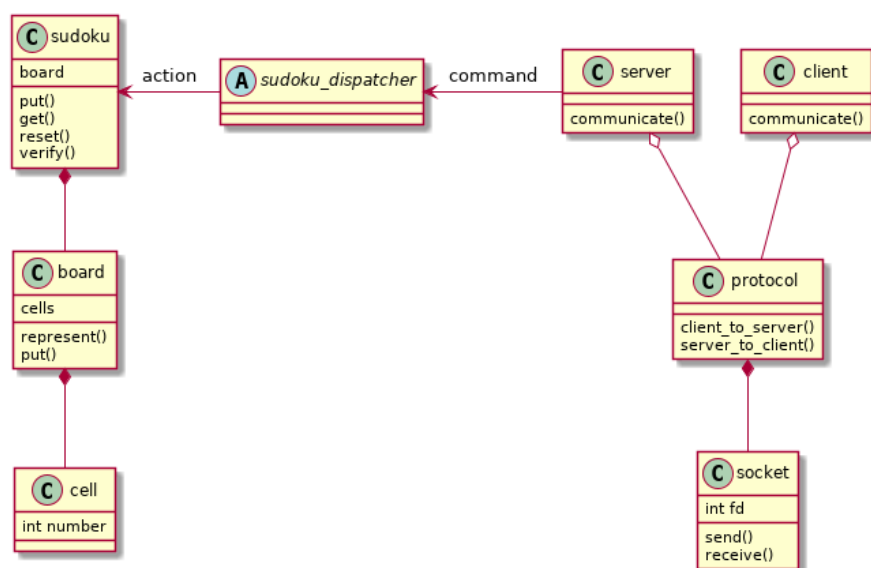 C sudoku
board
put()
get()
reset()
verify()
action
A sudoku_dispatcher
command
C server
communicate()
C client
communicate()
C board
cells
represent()
put()
C protocol
client_to_server()
server_to_client()
C cell
int number
C socket
int fd
send()
receive()